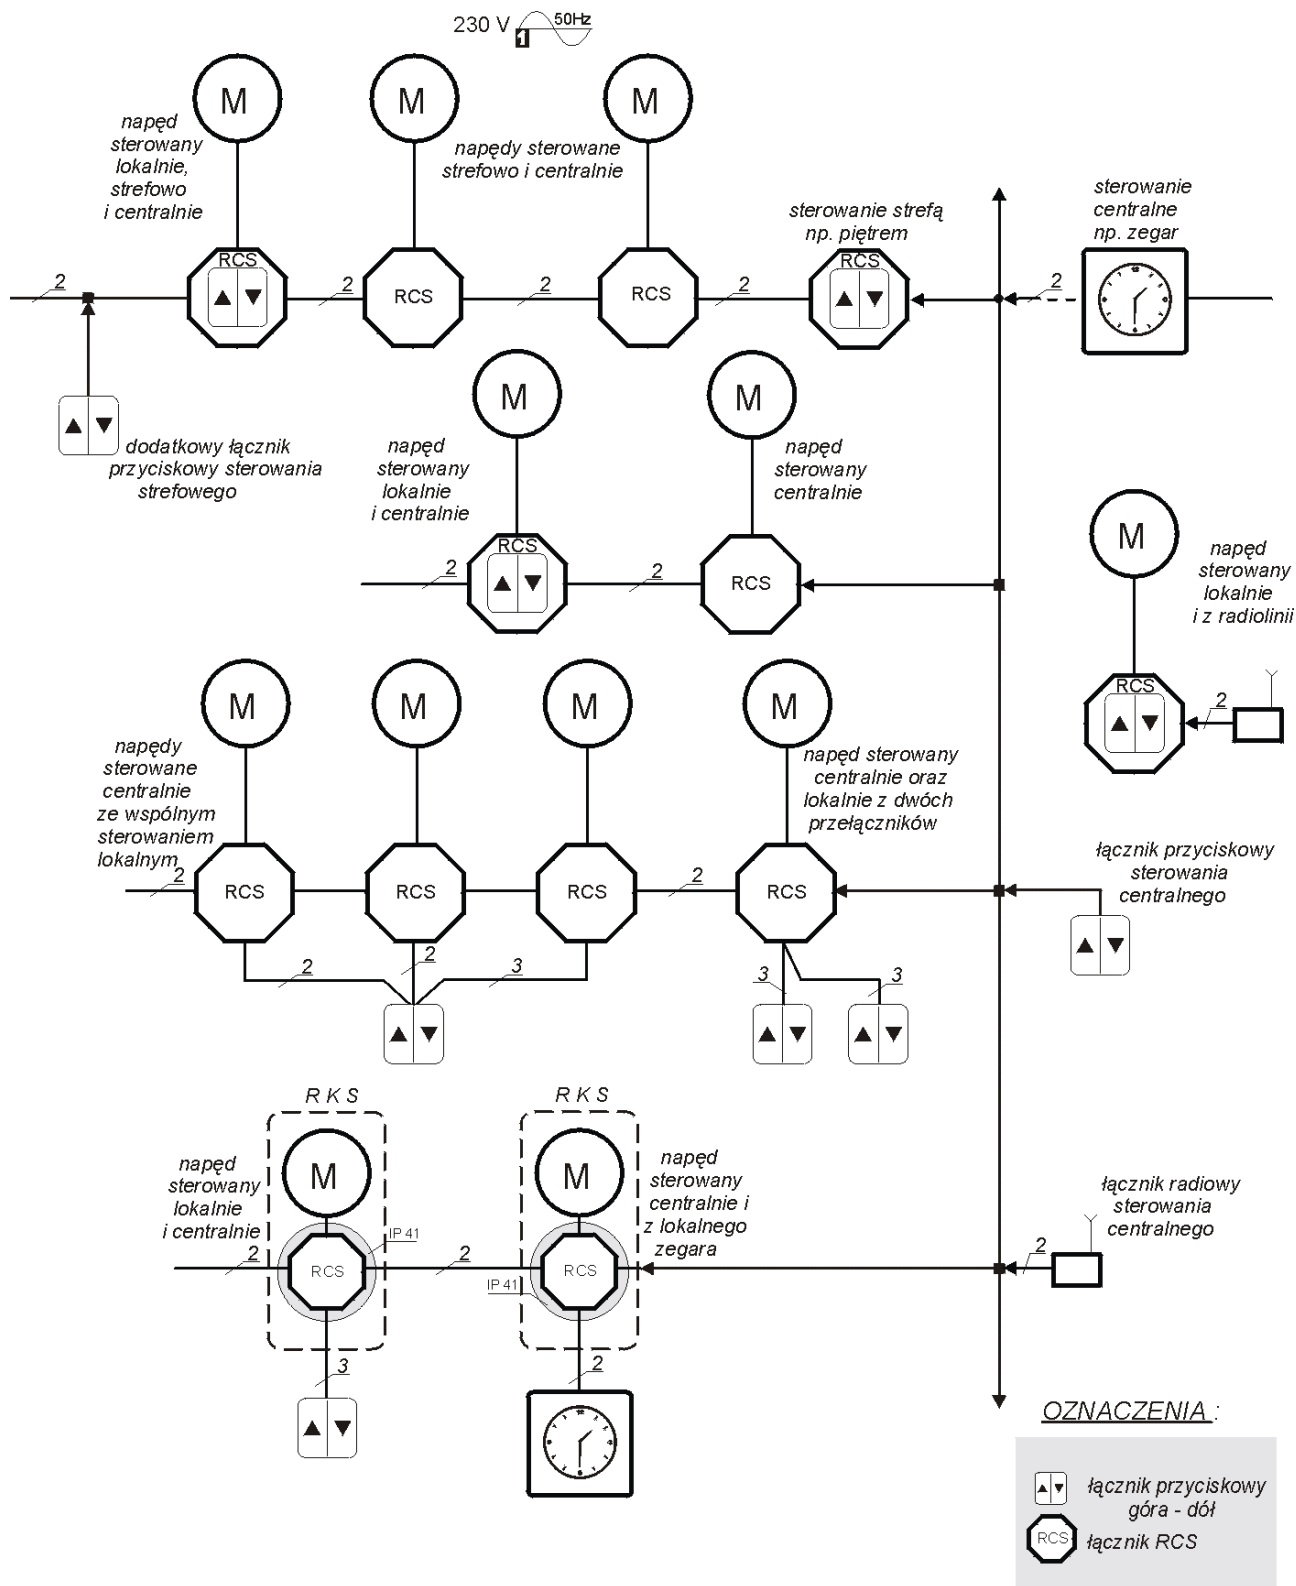 230 V 50Hz
1
M
M
M
napęd
sterowany
lokalnie,
strefowo
i centralnie
napędy sterowane
strefowo i centralnie
sterowanie strefą
np. piętrem
sterowanie
centralne
np. zegar
2
RCS
2
RCS
2
RCS
2
RCS
2
dodatkowy łącznik
przyciskowy sterowania
strefowego
M
M
napęd
sterowany
lokalnie
i centralnie
napęd
sterowany
centralnie
2
RCS
2
RCS
M
napęd
sterowany
lokalnie
i z radiolinii
RCS
2
M
M
M
M
napędy
sterowane
centralnie
ze wspólnym
sterowaniem
lokalnym
napęd sterowany
centralnie oraz
lokalnie z dwóch
przełączników
2
RCS
RCS
RCS
2
RCS
łącznik przyciskowy
sterowania
centralnego
2
2
3
3
3
R K S
R K S
M
M
napęd
sterowany
lokalnie
i centralnie
napęd
sterowany
centralnie i
z lokalnego
zegara
łącznik radiowy
sterowania
centralnego
2
RCS
IP 41
2
IP 41
RCS
2
3
2
OZNACZENIA :
łącznik przyciskowy
góra - dół
RCS
łącznik RCS